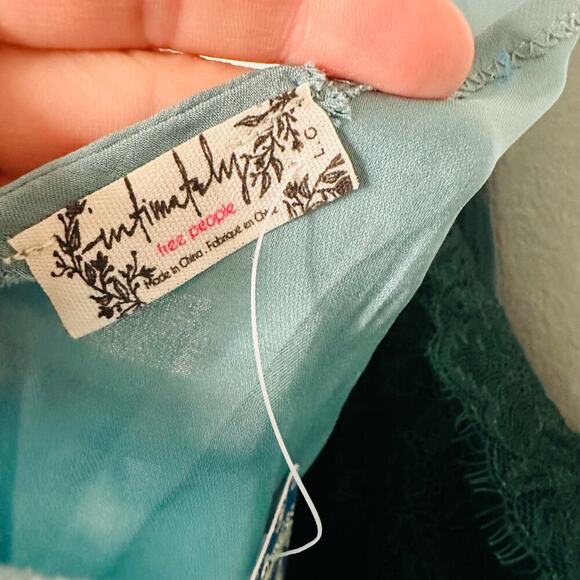 intimately
free people
Made in China . Fabriqué en Chine
L.C